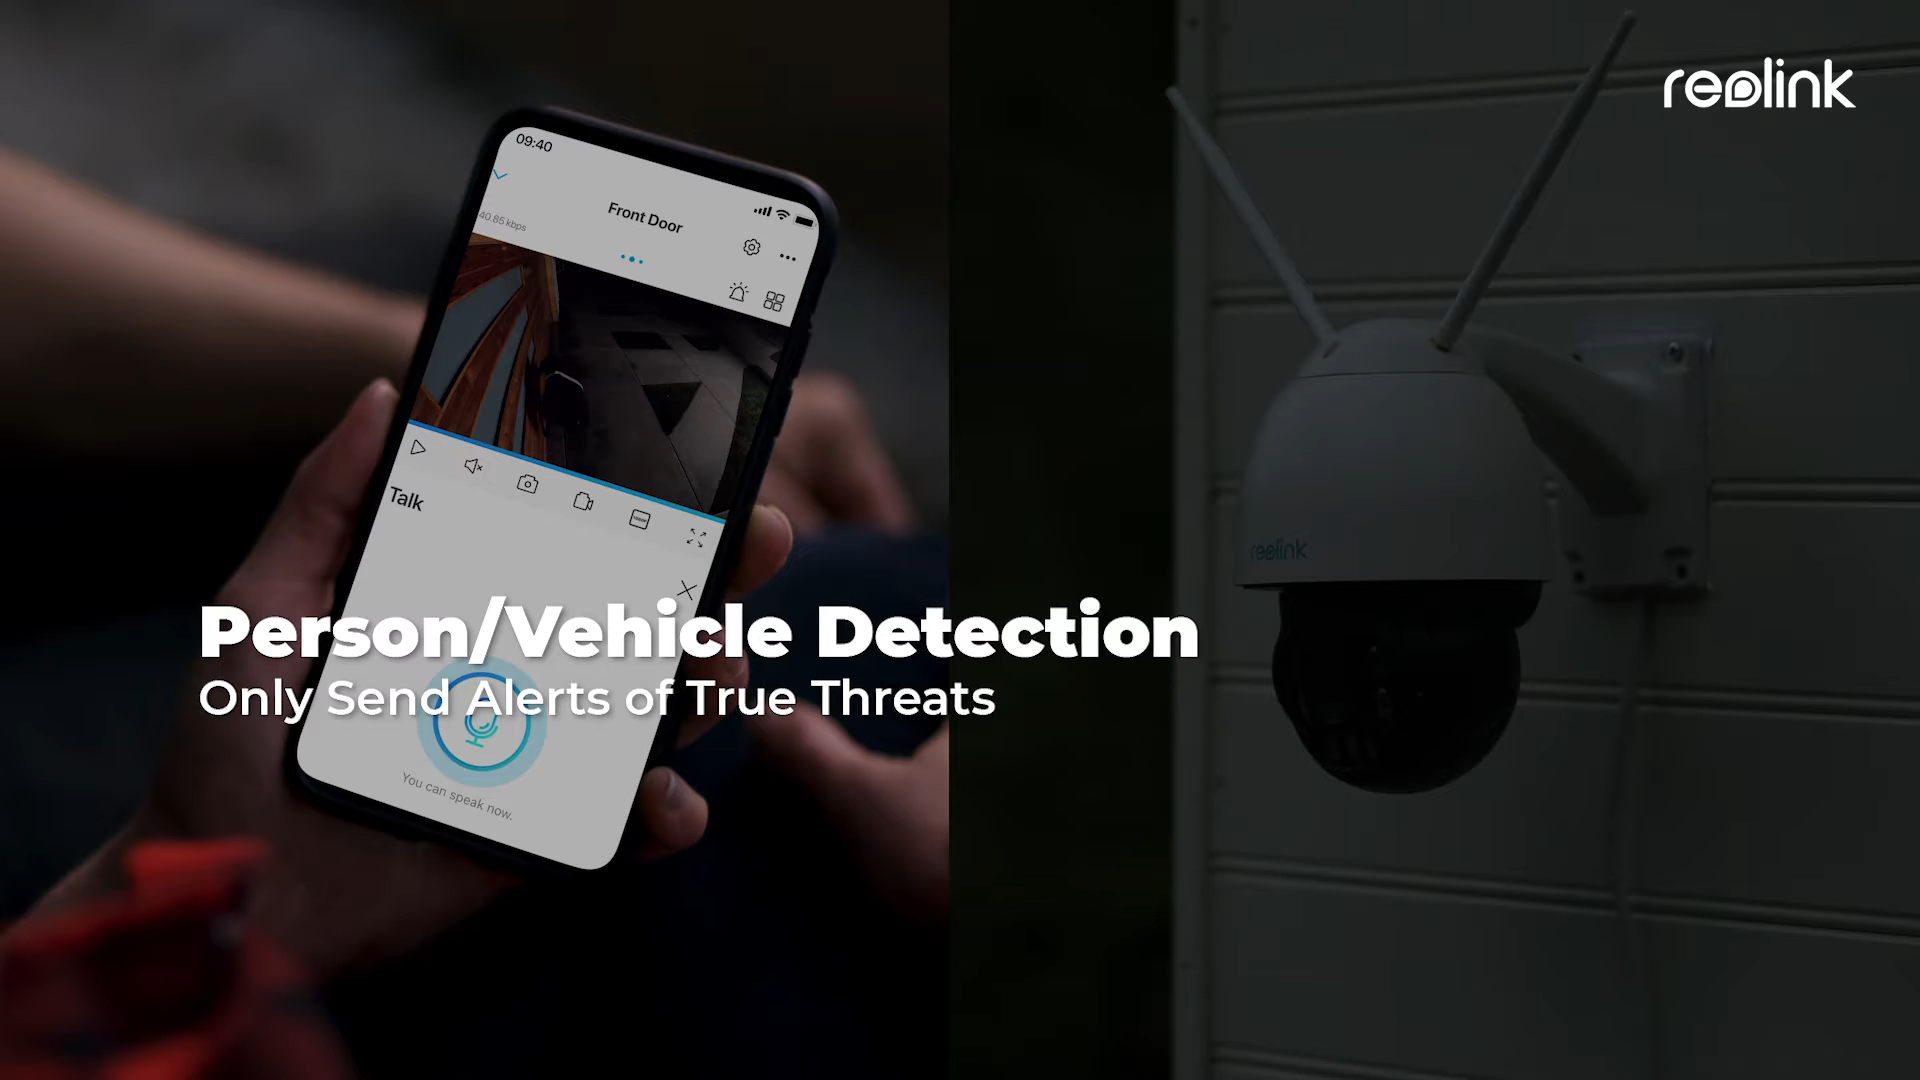 reolink
09:40
40.85 kbps
Front Door
Talk
reolink
Person/Vehicle Detection
Only Send Alerts of True Threats
You can speak now.